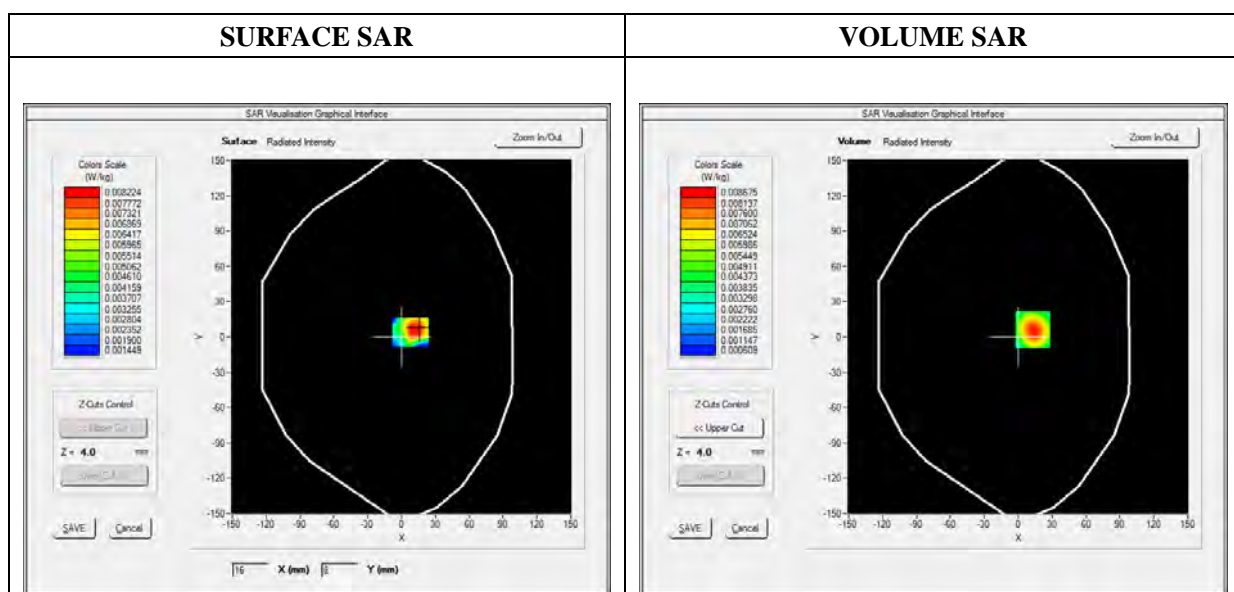 SURFACE SAR
SAR Visualisation Graphical Interface
Surface Radiated Intensity
Zoom In/Out
Colors Scale
(W/kg)
0.008224
0.007772
0.007321
0.006869
0.006417
0.005965
0.005514
0.005062
0.004610
0.004159
0.003707
0.003255
0.002804
0.002352
0.001900
0.001449
Z-Cuts Control
<< Upper Cut
Z = 4.0 mm
SAVE Cancel
150
120
90
60
30
0
-30
-60
-90
-120
-150
Y
-150 -120 -90 -60 -30 0 30 60 90 120 150
X
16 X (mm) 8 Y (mm)
VOLUME SAR
SAR Visualisation Graphical Interface
Volume Radiated Intensity
Zoom In/Out
Colors Scale
(W/kg)
0.008675
0.008137
0.007600
0.007062
0.006524
0.005986
0.005449
0.004911
0.004373
0.003835
0.003298
0.002760
0.002222
0.001685
0.001147
0.000609
Z-Cuts Control
<< Upper Cut
Z = 4.0 mm
SAVE Cancel
150
120
90
60
30
0
-30
-60
-90
-120
-150
Y
-150 -120 -90 -60 -30 0 30 60 90 120 150
X